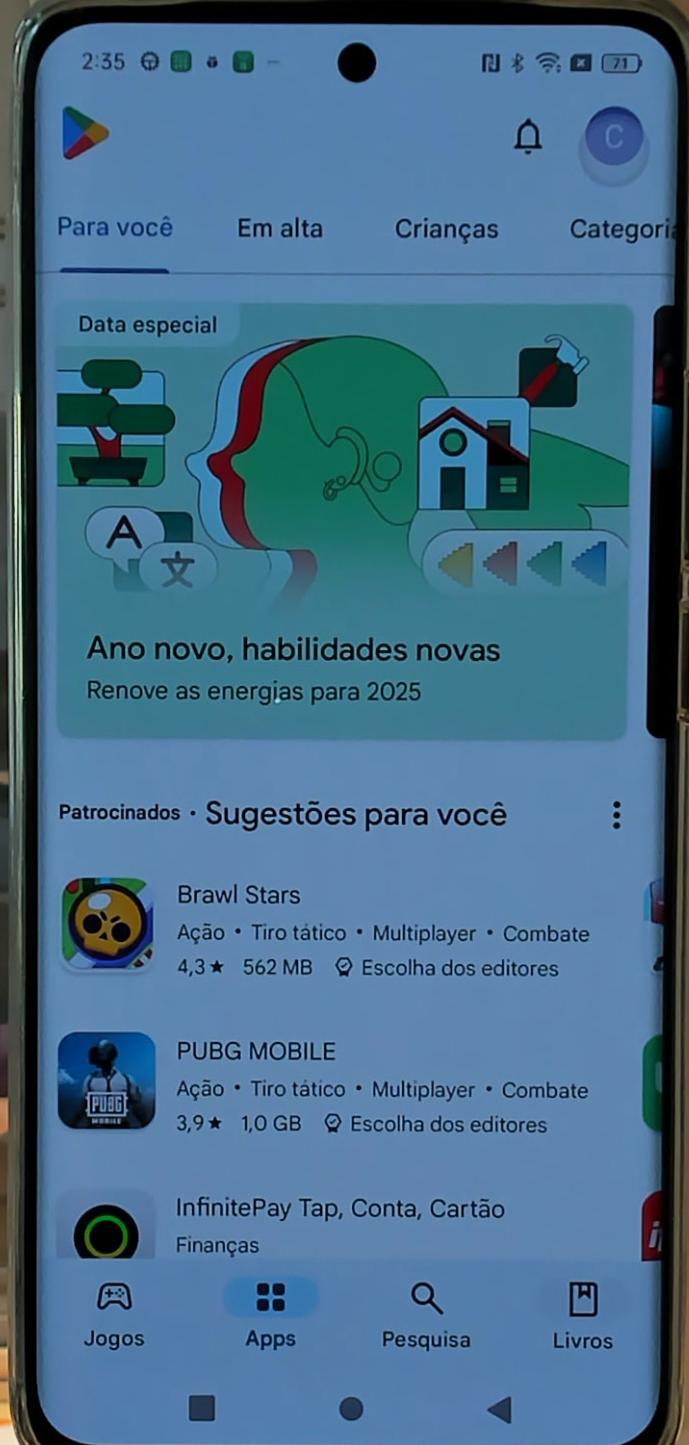 2:35
71
C
Para você Em alta Crianças Categoria
Data especial
A 文
Ano novo, habilidades novas
Renove as energias para 2025
Patrocinados • Sugestões para você
Brawl Stars
Ação • Tiro tático • Multiplayer • Combate
4,3★ 562 MB Escolha dos editores
PUBG MOBILE
PUBG
MOBILE
Ação • Tiro tático • Multiplayer • Combate
3,9★ 1,0 GB Escolha dos editores
InfinitePay Tap, Conta, Cartão
Finanças
Jogos Apps Pesquisa Livros